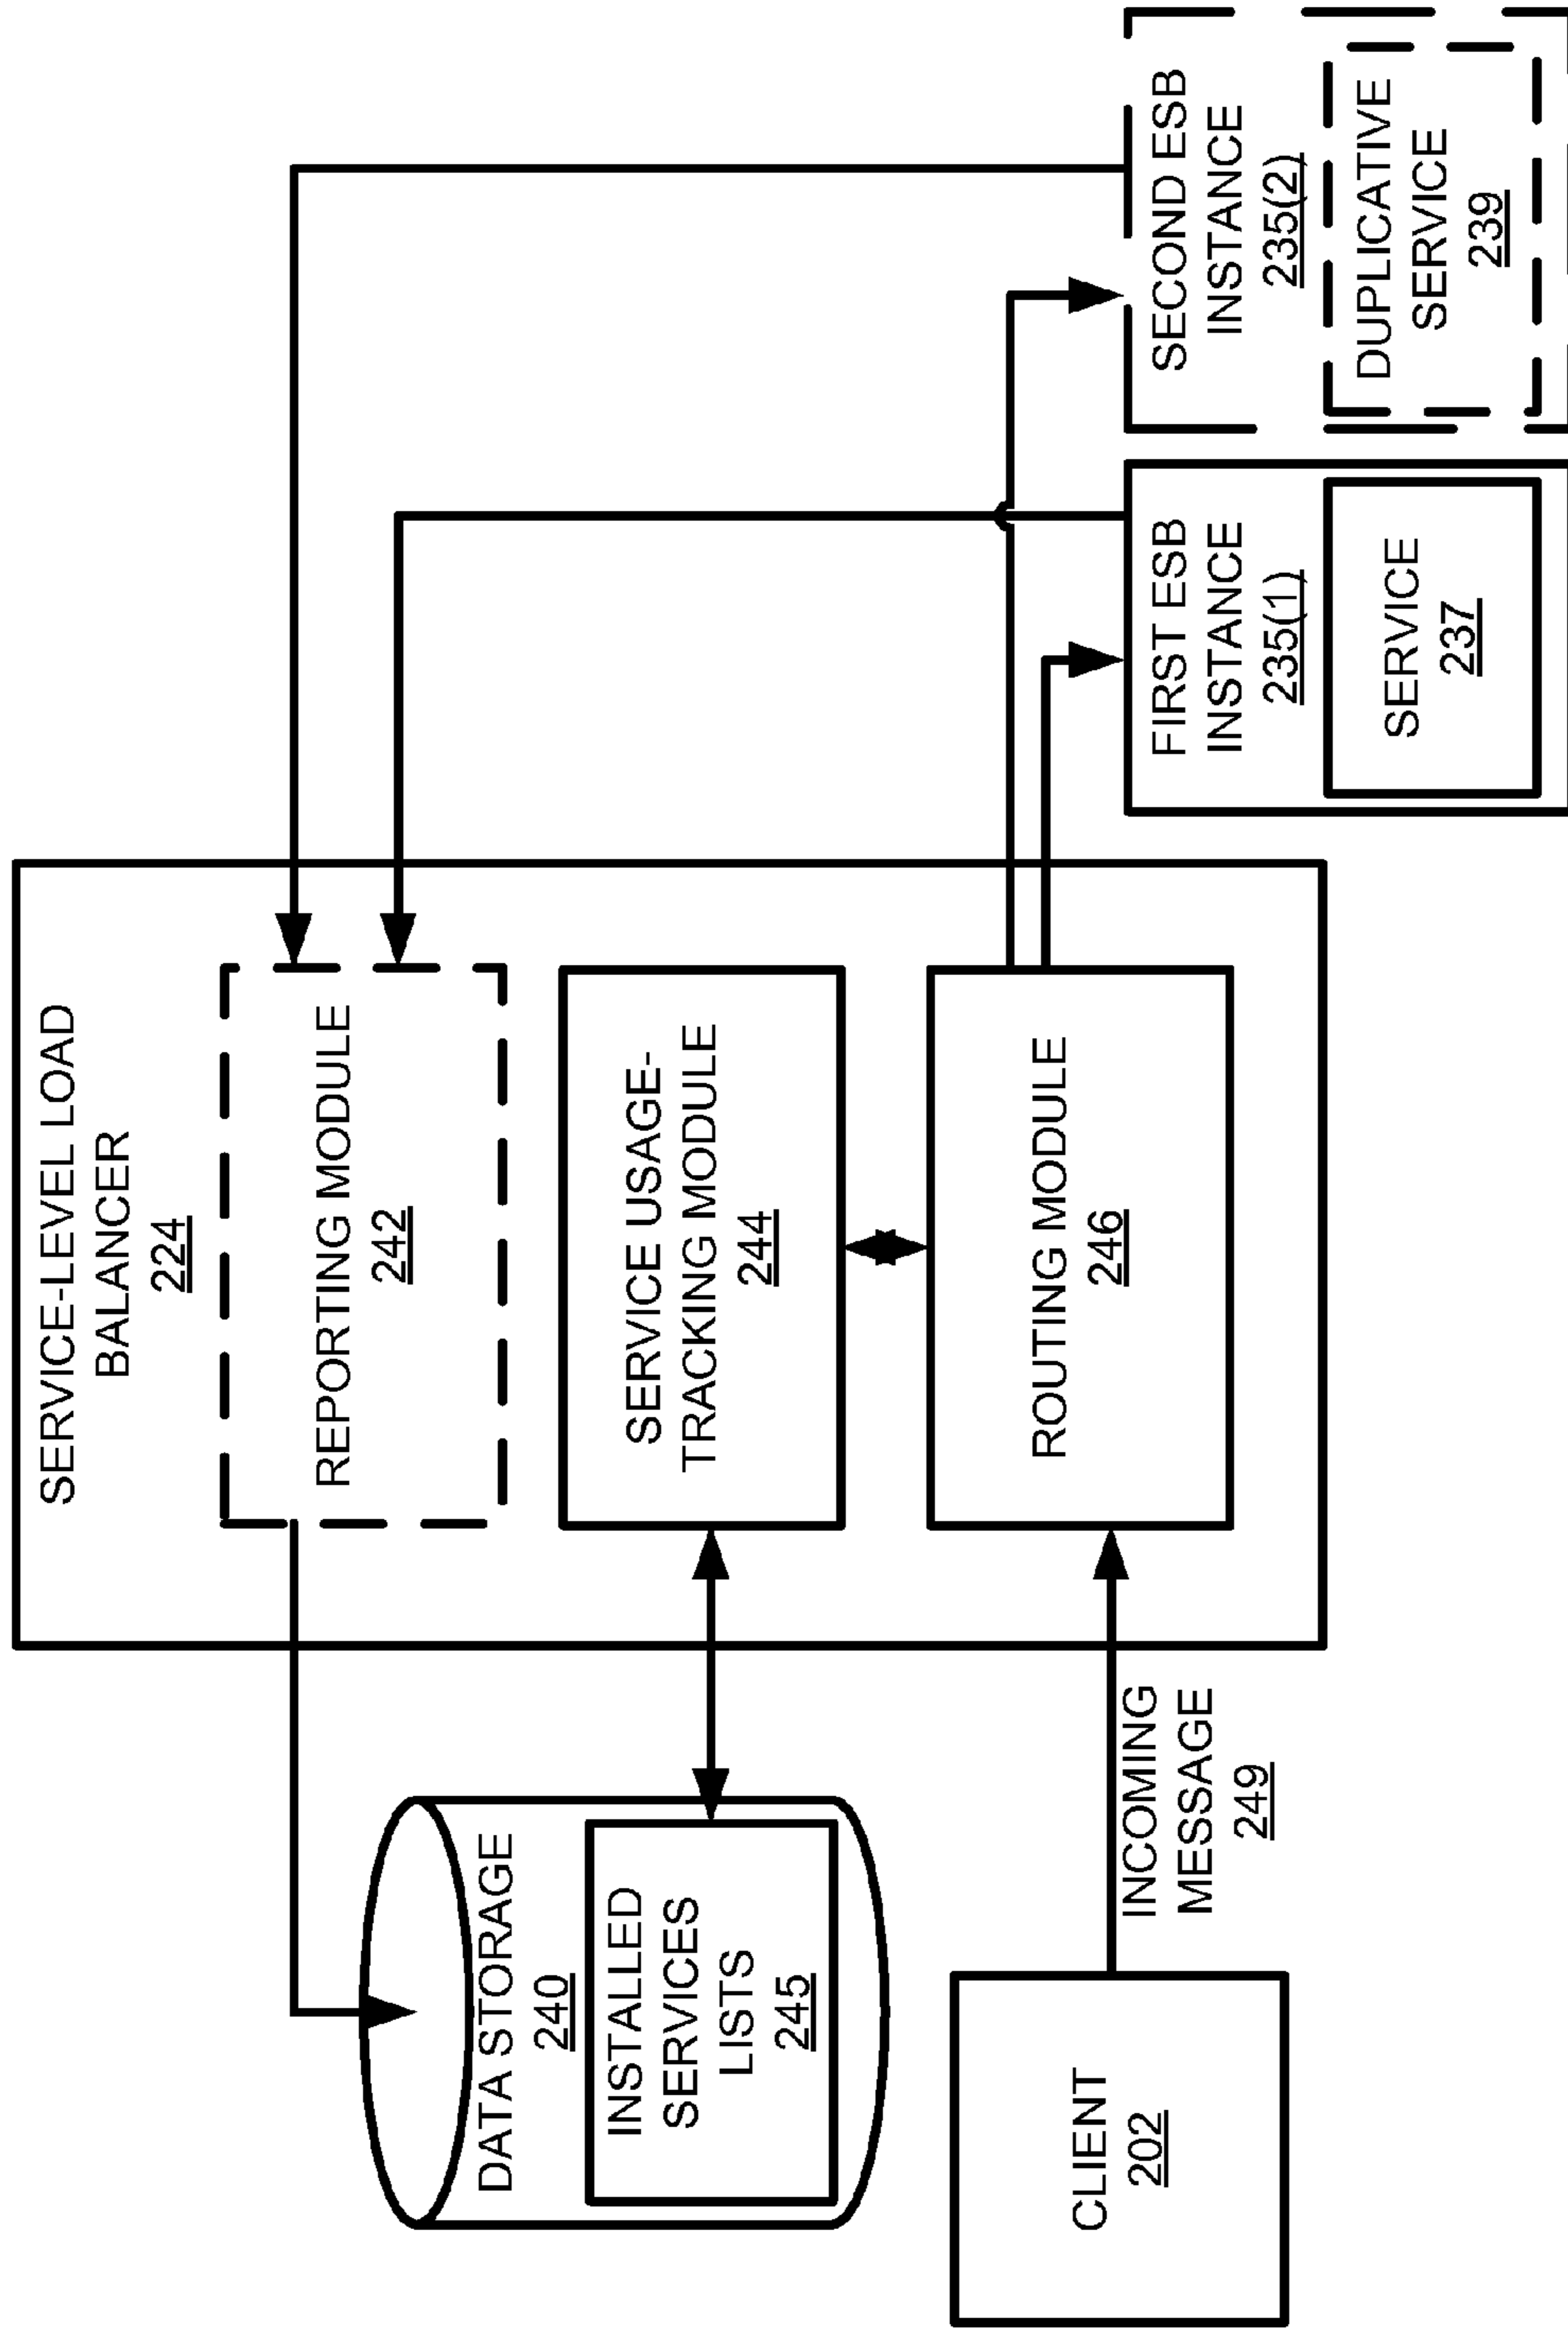 SERVICE-LEVEL LOAD
BALANCER
224
REPORTING MODULE
242
SERVICE USAGE-
TRACKING MODULE
244
ROUTING MODULE
246
DATA STORAGE
240
INSTALLED
SERVICES
LISTS
245
CLIENT
202
INCOMING
MESSAGE
249
FIRST ESB
INSTANCE
235(1)
SERVICE
237
SECOND ESB
INSTANCE
235(2)
DUPLICATIVE
SERVICE
239